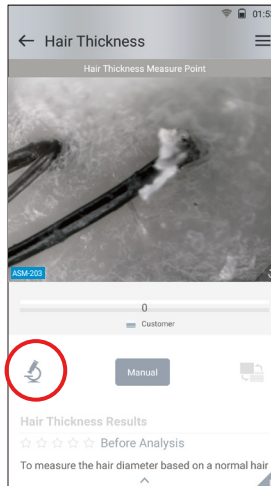 01:5
Hair Thickness
Hair Thickness Measure Point
ASM-203
0
Customer
Manual
Hair Thickness Results
Before Analysis
To measure the hair diameter based on a normal hair